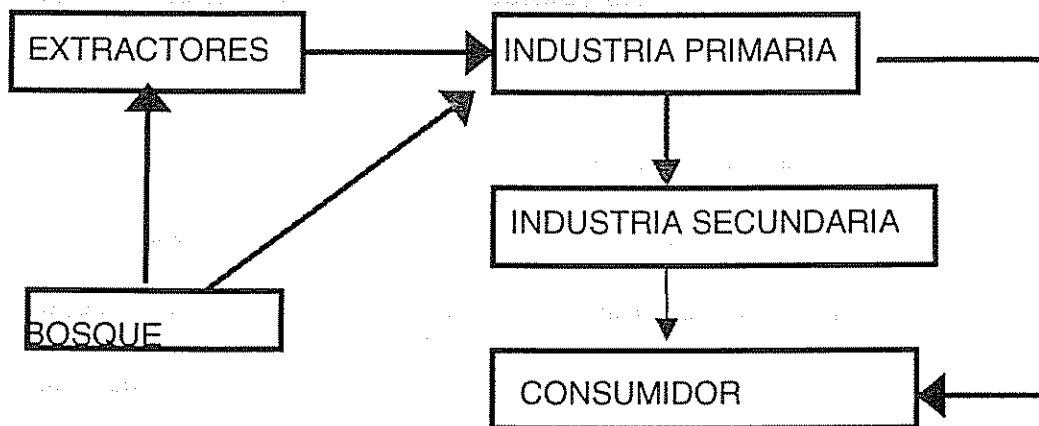 EXTRACTORES
INDUSTRIA PRIMARIA
INDUSTRIA SECUNDARIA
BOSQUE
CONSUMIDOR